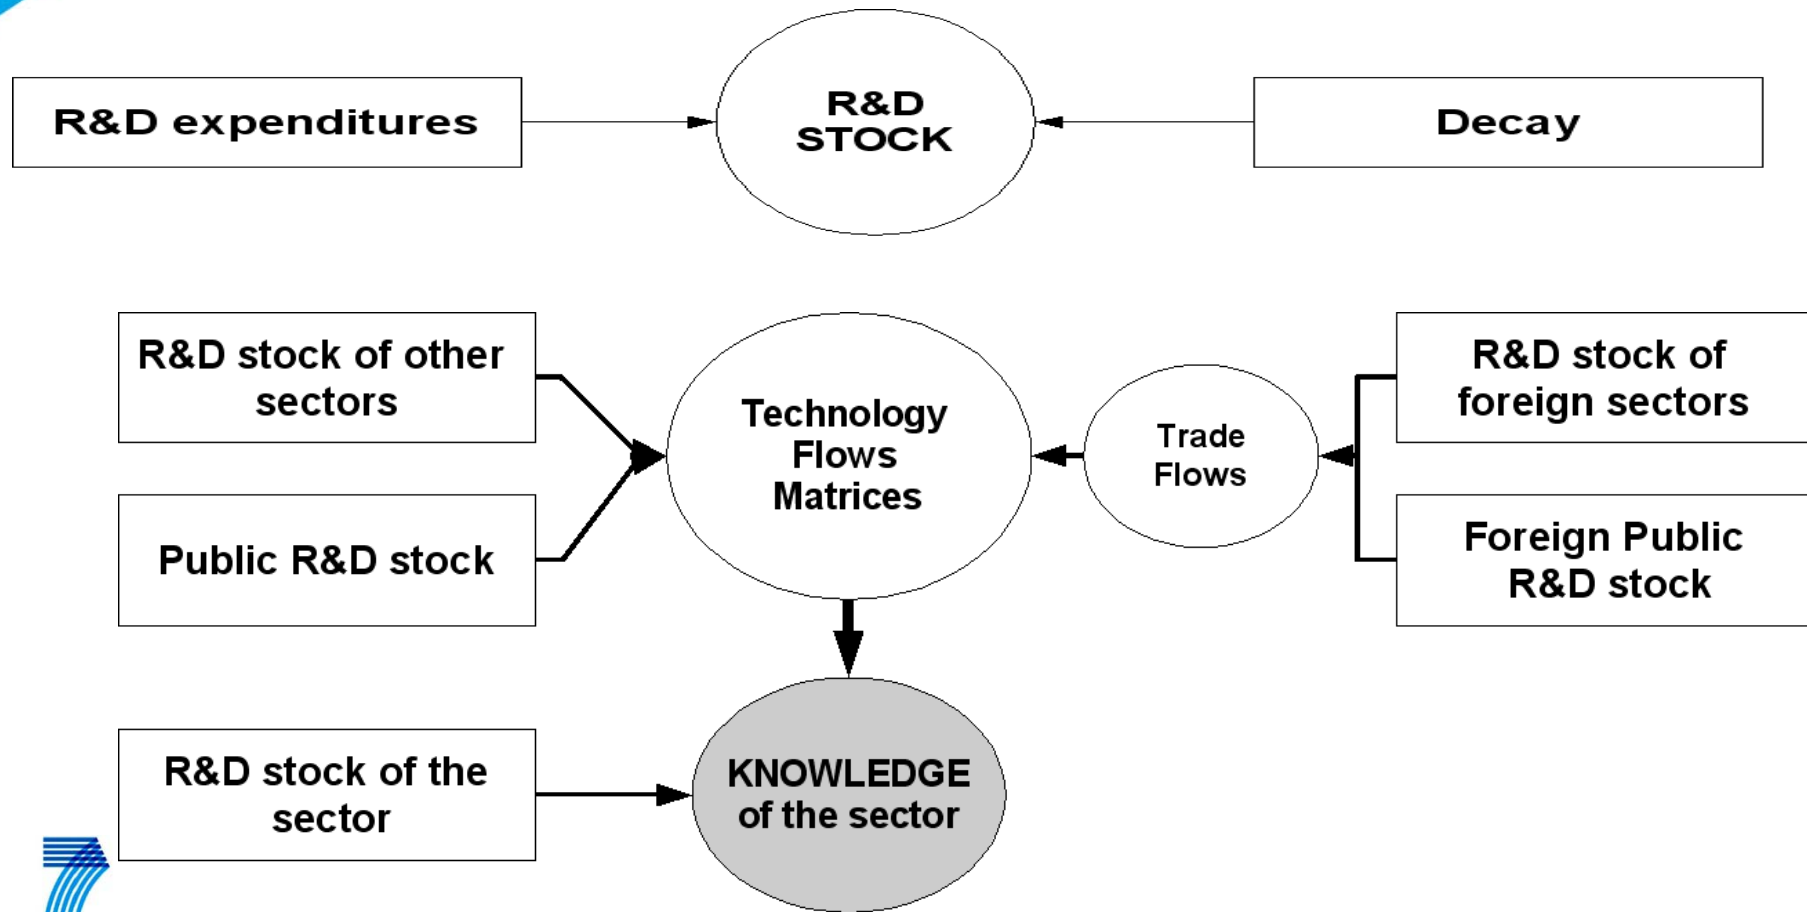 R&D expenditures
R&D
STOCK
Decay
R&D stock of other
sectors
Public R&D stock
Technology
Flows
Matrices
Trade
Flows
R&D stock of
foreign sectors
Foreign Public
R&D stock
R&D stock of the
sector
KNOWLEDGE
of the sector
7